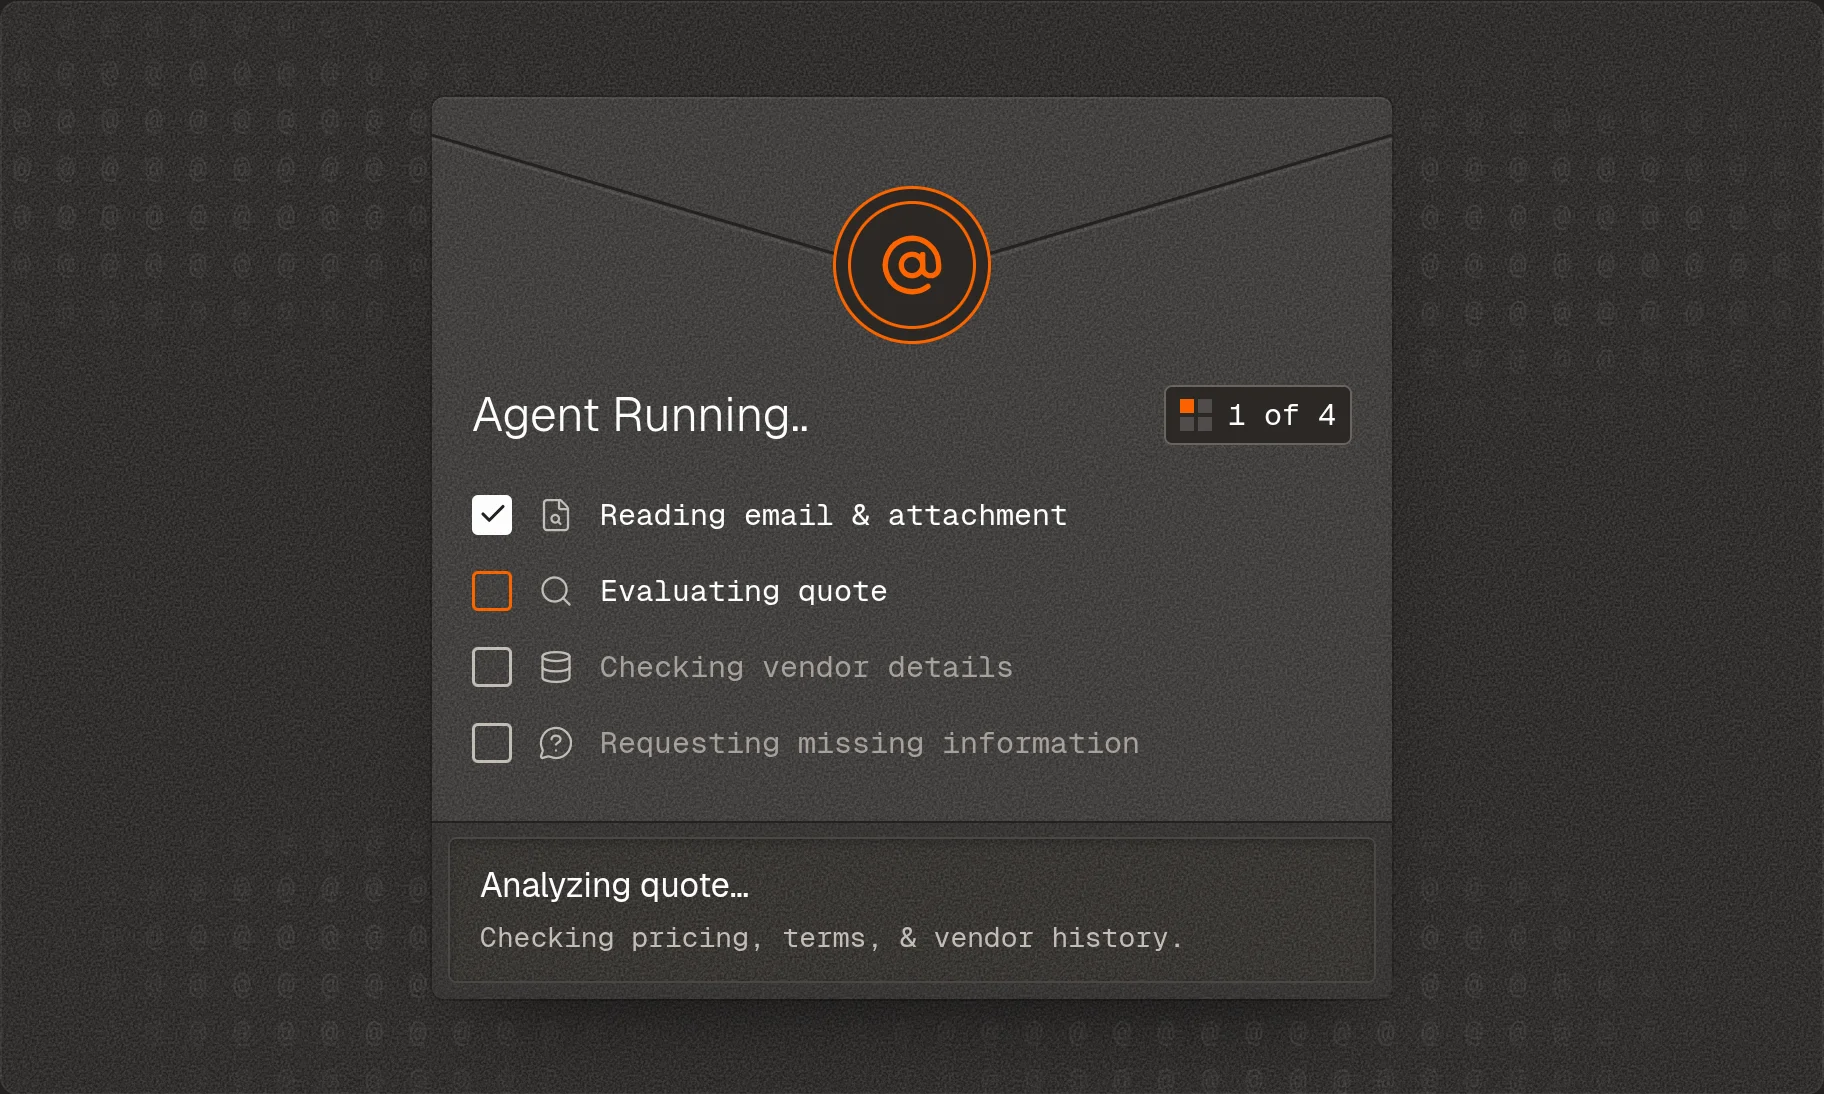 @
Agent Running..
1 of 4
Reading email & attachment
Evaluating quote
Checking vendor details
Requesting missing information
Analyzing quote…
Checking pricing, terms, & vendor history.